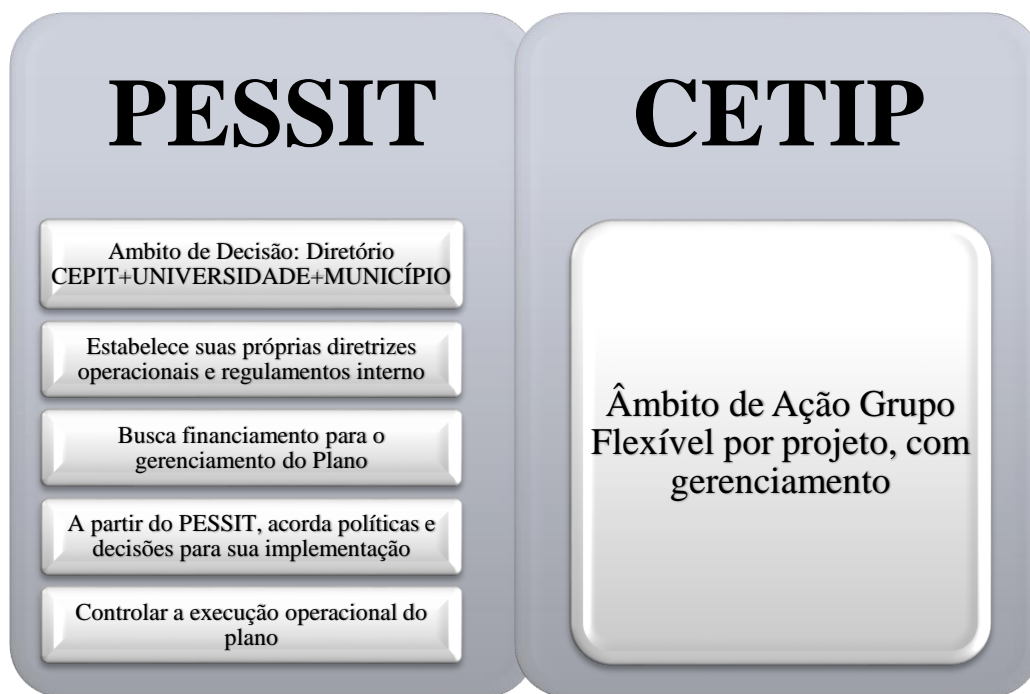 PESSIT
Ambito de Decisão: Diretório
CEPIT+UNIVERSIDADE+MUNICÍPIO
Estabelece suas próprias diretrizes
operacionais e regulamentos interno
Busca financiamento para o
gerenciamento do Plano
A partir do PESSIT, acorda políticas e
decisões para sua implementação
Controlar a execução operacional do
plano
CETIP
Âmbito de Ação Grupo
Flexível por projeto, com
gerenciamento